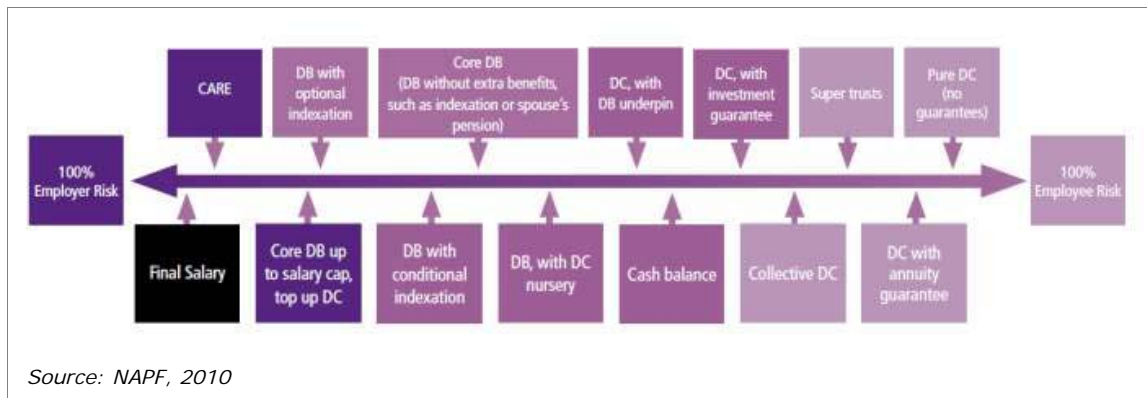 CARE
DB with
optional
indexation
Core DB
(DB without extra benefits,
such as indexation or spouse's
pension)
DC, with
DB underpin
DC, with
investment
guarantee
Super trusts
Pure DC
(no
guarantees)
100%
Employer Risk
100%
Employee Risk
Final Salary
Core DB up
to salary cap,
top up DC
DB with
conditional
indexation
DB, with DC
nursery
Cash balance
Collective DC
DC with
annuity
guarantee
Source: NAPF, 2010